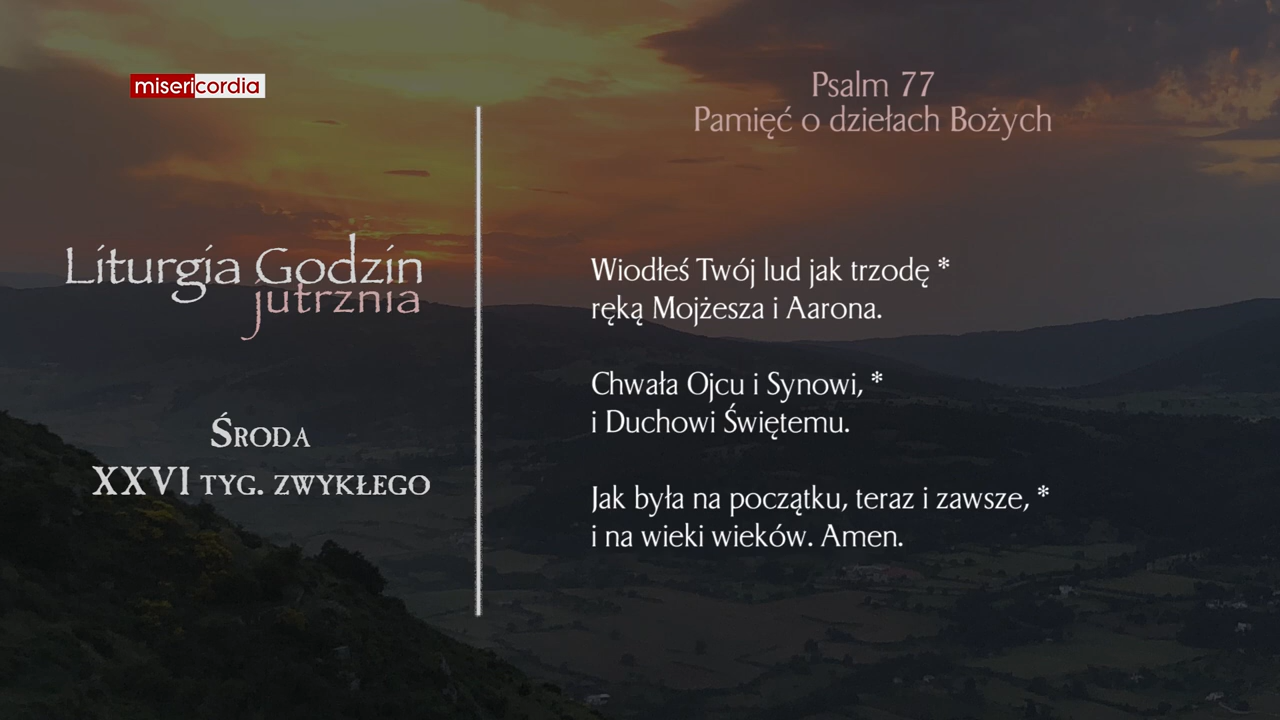 misericordia
Liturgia Godzin
jutrznia
Środa
XXVI tyg. zwykłego
Psalm 77
Pamięć o dziełach Bożych
Wiodłeś Twój lud jak trzodę *
ręką Mojżesza i Aarona.
Chwała Ojcu i Synowi, *
i Duchowi Świętemu.
Jak była na początku, teraz i zawsze, *
i na wieki wieków. Amen.